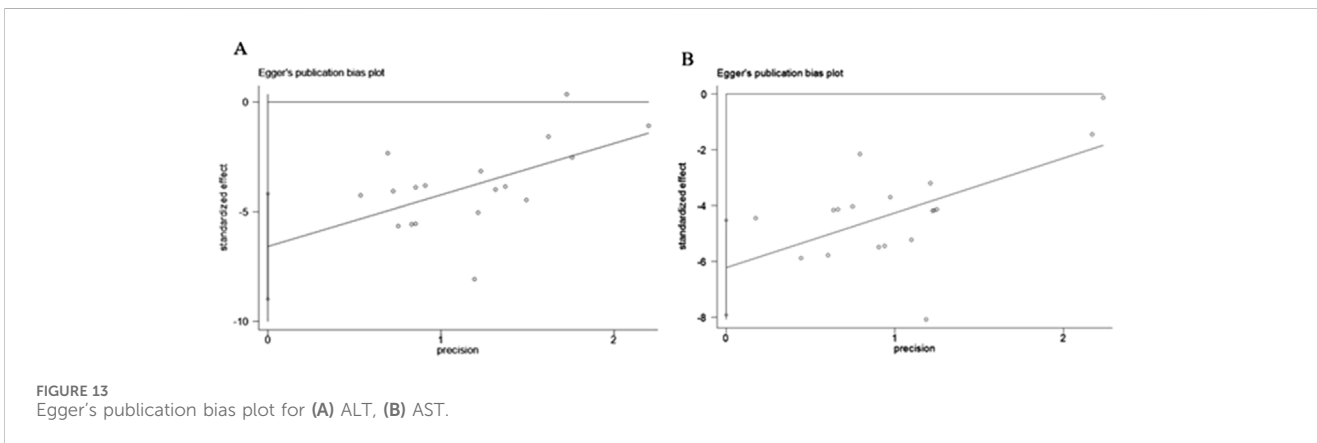 A
Egger's publication bias plot
0
-5
-10
standardized effect
0
1
2
precision
B
Egger's publication bias plot
0
-2
-4
-6
-8
standardized effect
0
1
2
precision
FIGURE 13
Egger's publication bias plot for (A) ALT, (B) AST.